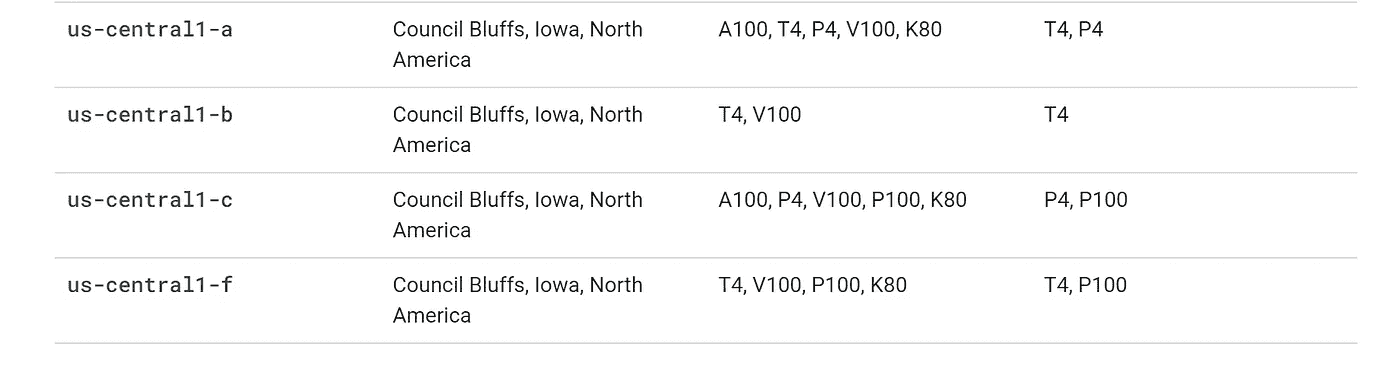 us-central1-a Council Bluffs, Iowa, North A100, T4, P4, V100, K80 T4, P4
America
us-central1-b Council Bluffs, Iowa, North T4, V100 T4
America
us-central1-c Council Bluffs, Iowa, North A100, P4, V100, P100, K80 P4, P100
America
us-central1-f Council Bluffs, Iowa, North T4, V100, P100, K80 T4, P100
America